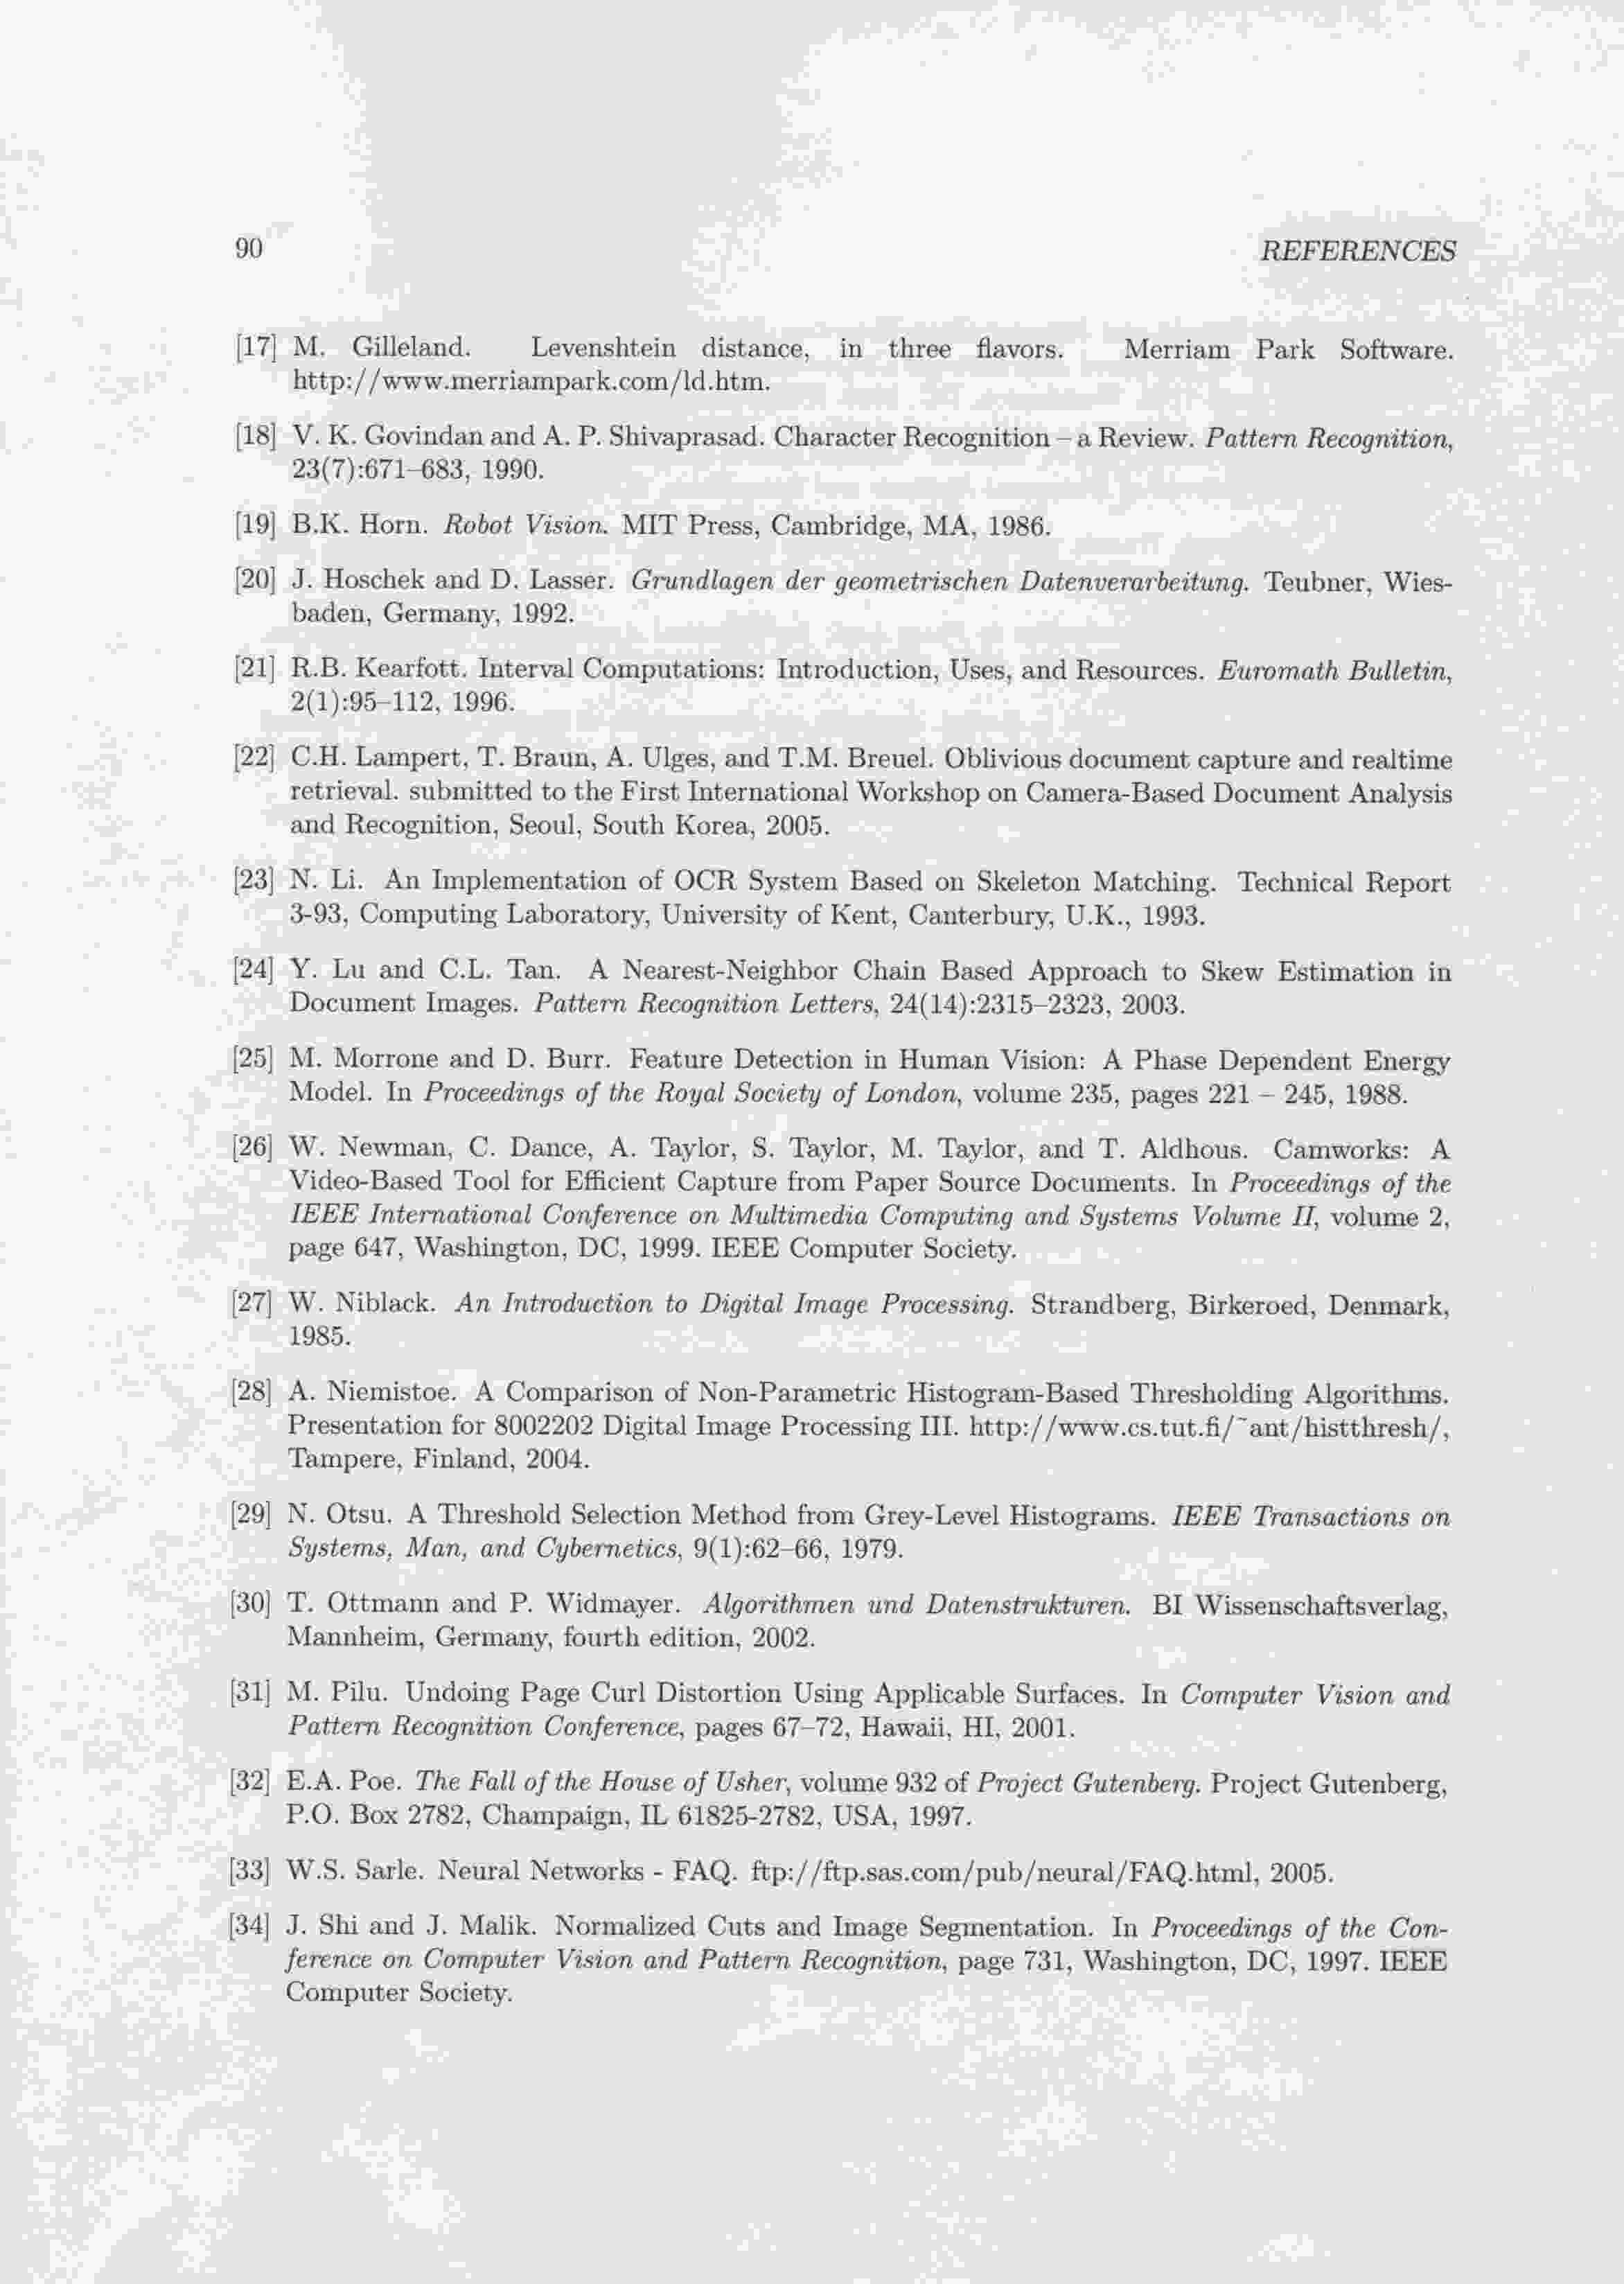 90 REFERENCES
[17] M. Gilleland. Levenshtein distance, in three flavors. Merriam Park Software.
http://www.merriampark.com/ld.htm.
[18] V. K. Govindan and A. P. Shivaprasad. Character Recognition – a Review. Pattern Recognition,
23(7):671–683, 1990.
[19] B.K. Horn. Robot Vision. MIT Press, Cambridge, MA, 1986.
[20] J. Hoschek and D. Lasser. Grundlagen der geometrischen Datenverarbeitung. Teubner, Wies-
baden, Germany, 1992.
[21] R.B. Kearfott. Interval Computations: Introduction, Uses, and Resources. Euromath Bulletin,
2(1):95–112, 1996.
[22] C.H. Lampert, T. Braun, A. Ulges, and T.M. Breuel. Oblivious document capture and realtime
retrieval. submitted to the First International Workshop on Camera-Based Document Analysis
and Recognition, Seoul, South Korea, 2005.
[23] N. Li. An Implementation of OCR System Based on Skeleton Matching. Technical Report
3-93, Computing Laboratory, University of Kent, Canterbury, U.K., 1993.
[24] Y. Lu and C.L. Tan. A Nearest-Neighbor Chain Based Approach to Skew Estimation in
Document Images. Pattern Recognition Letters, 24(14):2315–2323, 2003.
[25] M. Morrone and D. Burr. Feature Detection in Human Vision: A Phase Dependent Energy
Model. In Proceedings of the Royal Society of London, volume 235, pages 221 – 245, 1988.
[26] W. Newman, C. Dance, A. Taylor, S. Taylor, M. Taylor, and T. Aldhous. Camworks: A
Video-Based Tool for Efficient Capture from Paper Source Documents. In Proceedings of the
IEEE International Conference on Multimedia Computing and Systems Volume II, volume 2,
page 647, Washington, DC, 1999. IEEE Computer Society.
[27] W. Niblack. An Introduction to Digital Image Processing. Strandberg, Birkeroed, Denmark,
1985.
[28] A. Niemistoe. A Comparison of Non-Parametric Histogram-Based Thresholding Algorithms.
Presentation for 8002202 Digital Image Processing III. http://www.cs.tut.fi/~ant/histthresh/,
Tampere, Finland, 2004.
[29] N. Otsu. A Threshold Selection Method from Grey-Level Histograms. IEEE Transactions on
Systems, Man, and Cybernetics, 9(1):62–66, 1979.
[30] T. Ottmann and P. Widmayer. Algorithmen und Datenstrukturen. BI Wissenschaftsverlag,
Mannheim, Germany, fourth edition, 2002.
[31] M. Pilu. Undoing Page Curl Distortion Using Applicable Surfaces. In Computer Vision and
Pattern Recognition Conference, pages 67–72, Hawaii, HI, 2001.
[32] E.A. Poe. The Fall of the House of Usher, volume 932 of Project Gutenberg. Project Gutenberg,
P.O. Box 2782, Champaign, IL 61825-2782, USA, 1997.
[33] W.S. Sarle. Neural Networks - FAQ. ftp://ftp.sas.com/pub/neural/FAQ.html, 2005.
[34] J. Shi and J. Malik. Normalized Cuts and Image Segmentation. In Proceedings of the Con-
ference on Computer Vision and Pattern Recognition, page 731, Washington, DC, 1997. IEEE
Computer Society.